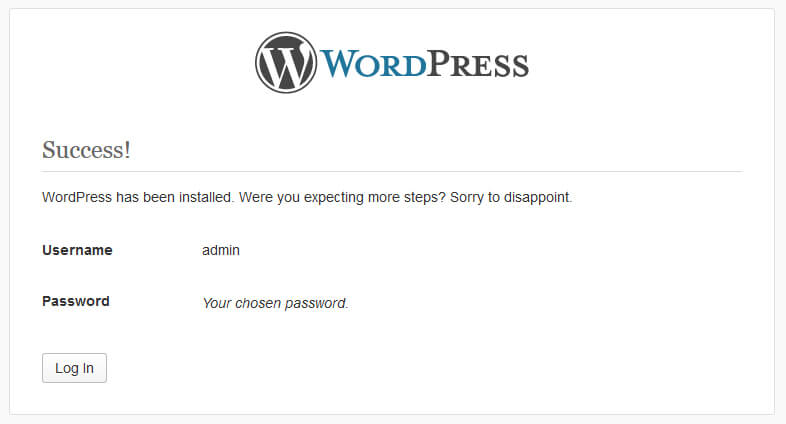 WORDPRESS
Success!
WordPress has been installed. Were you expecting more steps? Sorry to disappoint.
Username admin
Password Your chosen password.
Log In